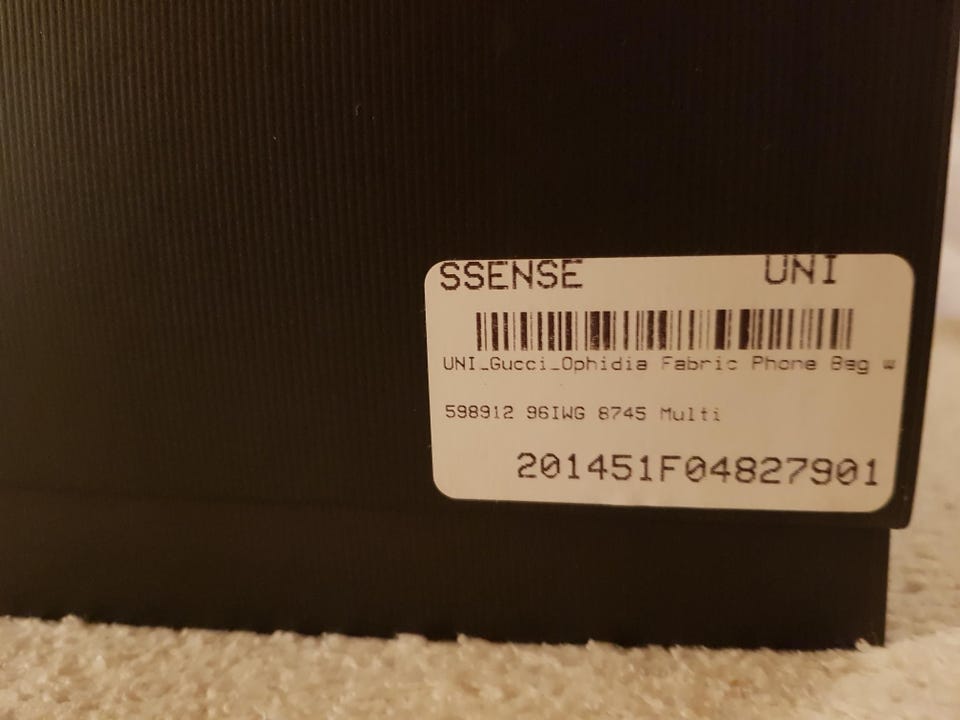 SSENSE UNI
UNI_Gucci_Ophidia Fabric Phone Bag w
598912 96IWG 8745 Multi
201451F04827901